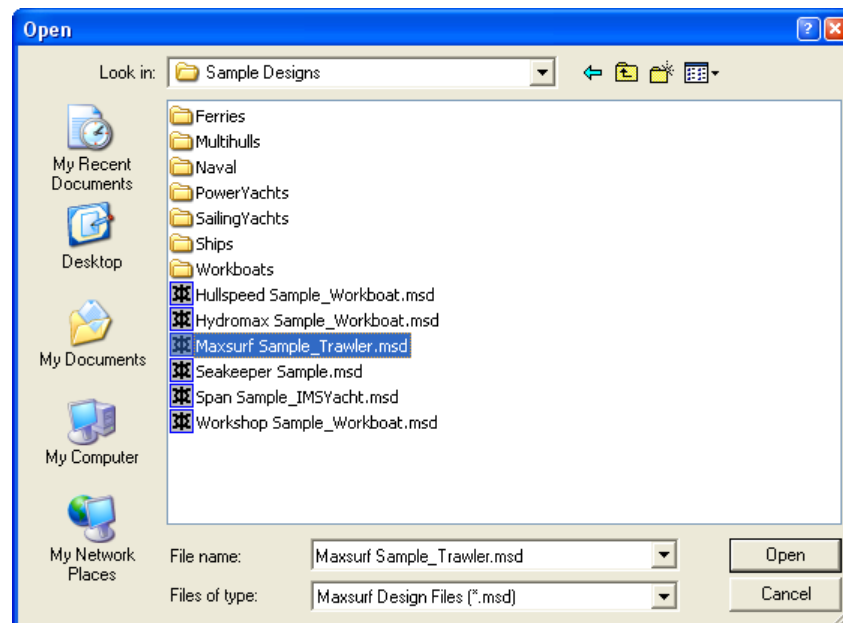 Open
Look in: Sample Designs
My Recent
Documents
Desktop
My Documents
My Computer
My Network
Places
Ferries
Multihulls
Naval
PowerYachts
SailingYachts
Ships
Workboats
Hullspeed Sample_Workboat.msd
Hydromax Sample_Workboat.msd
Maxsurf Sample_Trawler.msd
Seakeeper Sample.msd
Span Sample_IMSYacht.msd
Workshop Sample_Workboat.msd
File name: Maxsurf Sample_Trawler.msd Open
Files of type: Maxsurf Design Files (*.msd) Cancel